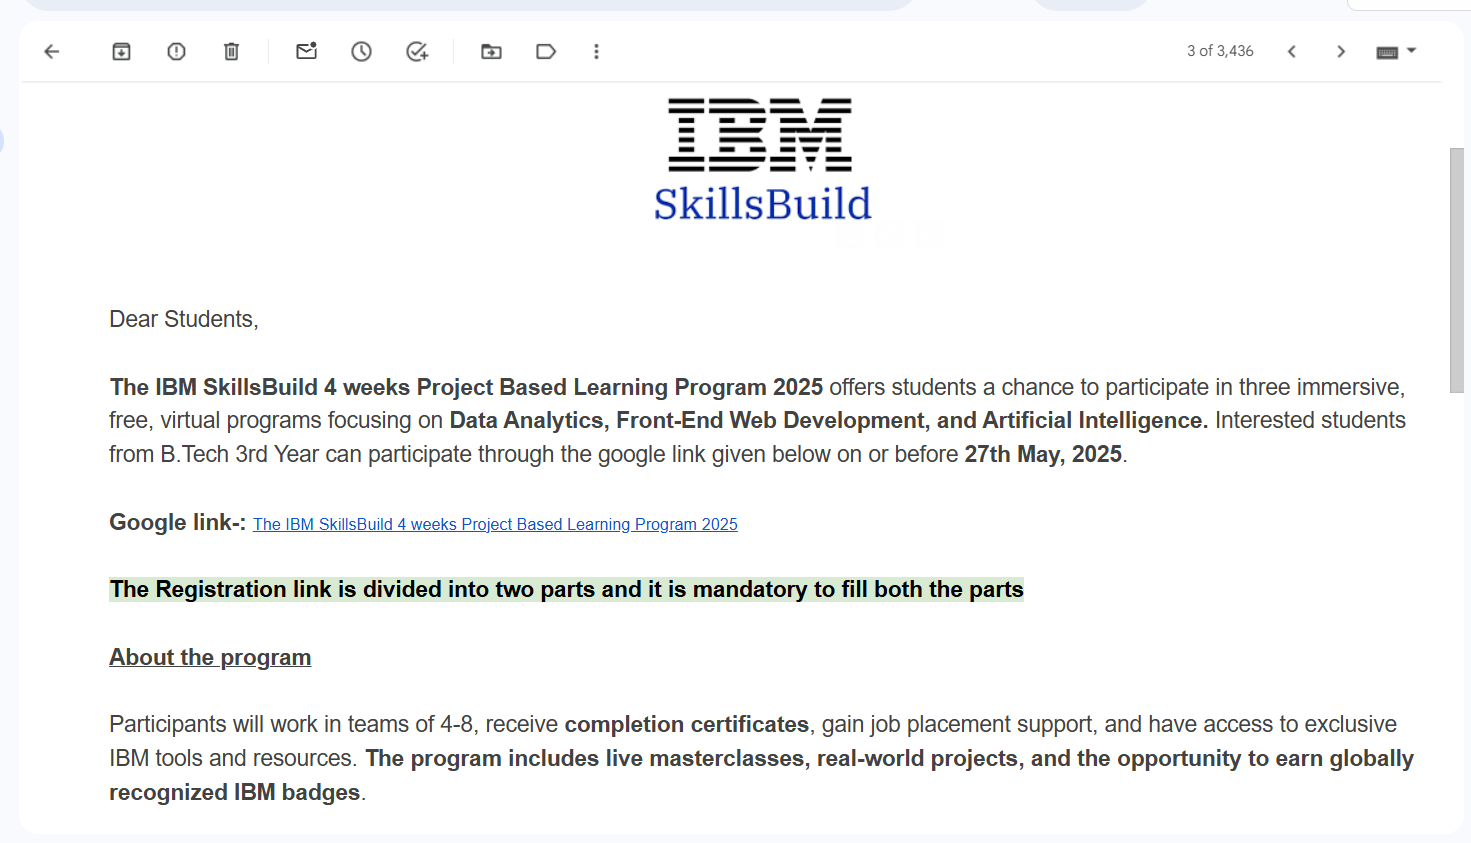 3 of 3,436
IBM
SkillsBuild
Dear Students,
The IBM SkillsBuild 4 weeks Project Based Learning Program 2025 offers students a chance to participate in three immersive,
free, virtual programs focusing on Data Analytics, Front-End Web Development, and Artificial Intelligence. Interested students
from B.Tech 3rd Year can participate through the google link given below on or before 27th May, 2025.
Google link-: The IBM SkillsBuild 4 weeks Project Based Learning Program 2025
The Registration link is divided into two parts and it is mandatory to fill both the parts
About the program
Participants will work in teams of 4-8, receive completion certificates, gain job placement support, and have access to exclusive
IBM tools and resources. The program includes live masterclasses, real-world projects, and the opportunity to earn globally
recognized IBM badges.